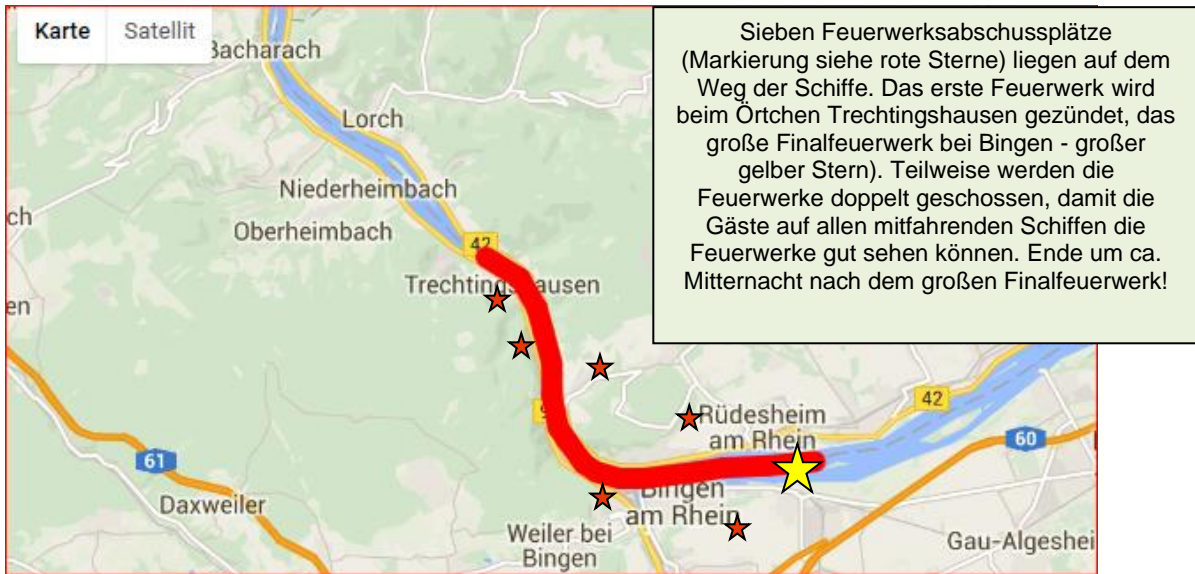 Karte Satellit
Sieben Feuerwerksabschussplätze
(Markierung siehe rote Sterne) liegen auf dem
Weg der Schiffe. Das erste Feuerwerk wird
beim Örtchen Trechtingshausen gezündet, das
große Finalfeuerwerk bei Bingen - großer
gelber Stern). Teilweise werden die
Feuerwerke doppelt geschossen, damit die
Gäste auf allen mitfahrenden Schiffen die
Feuerwerke gut sehen können. Ende um ca.
Mitternacht nach dem großen Finalfeuerwerk!
Bacharach
Lorch
Niederheimbach
ch
Oberheimbach
42
Trechtingshausen
en
9
42
Rüdesheim
am Rhein
60
61
Daxweiler
Bingen
am Rhein
Weiler bei
Bingen
Gau-Algeshei